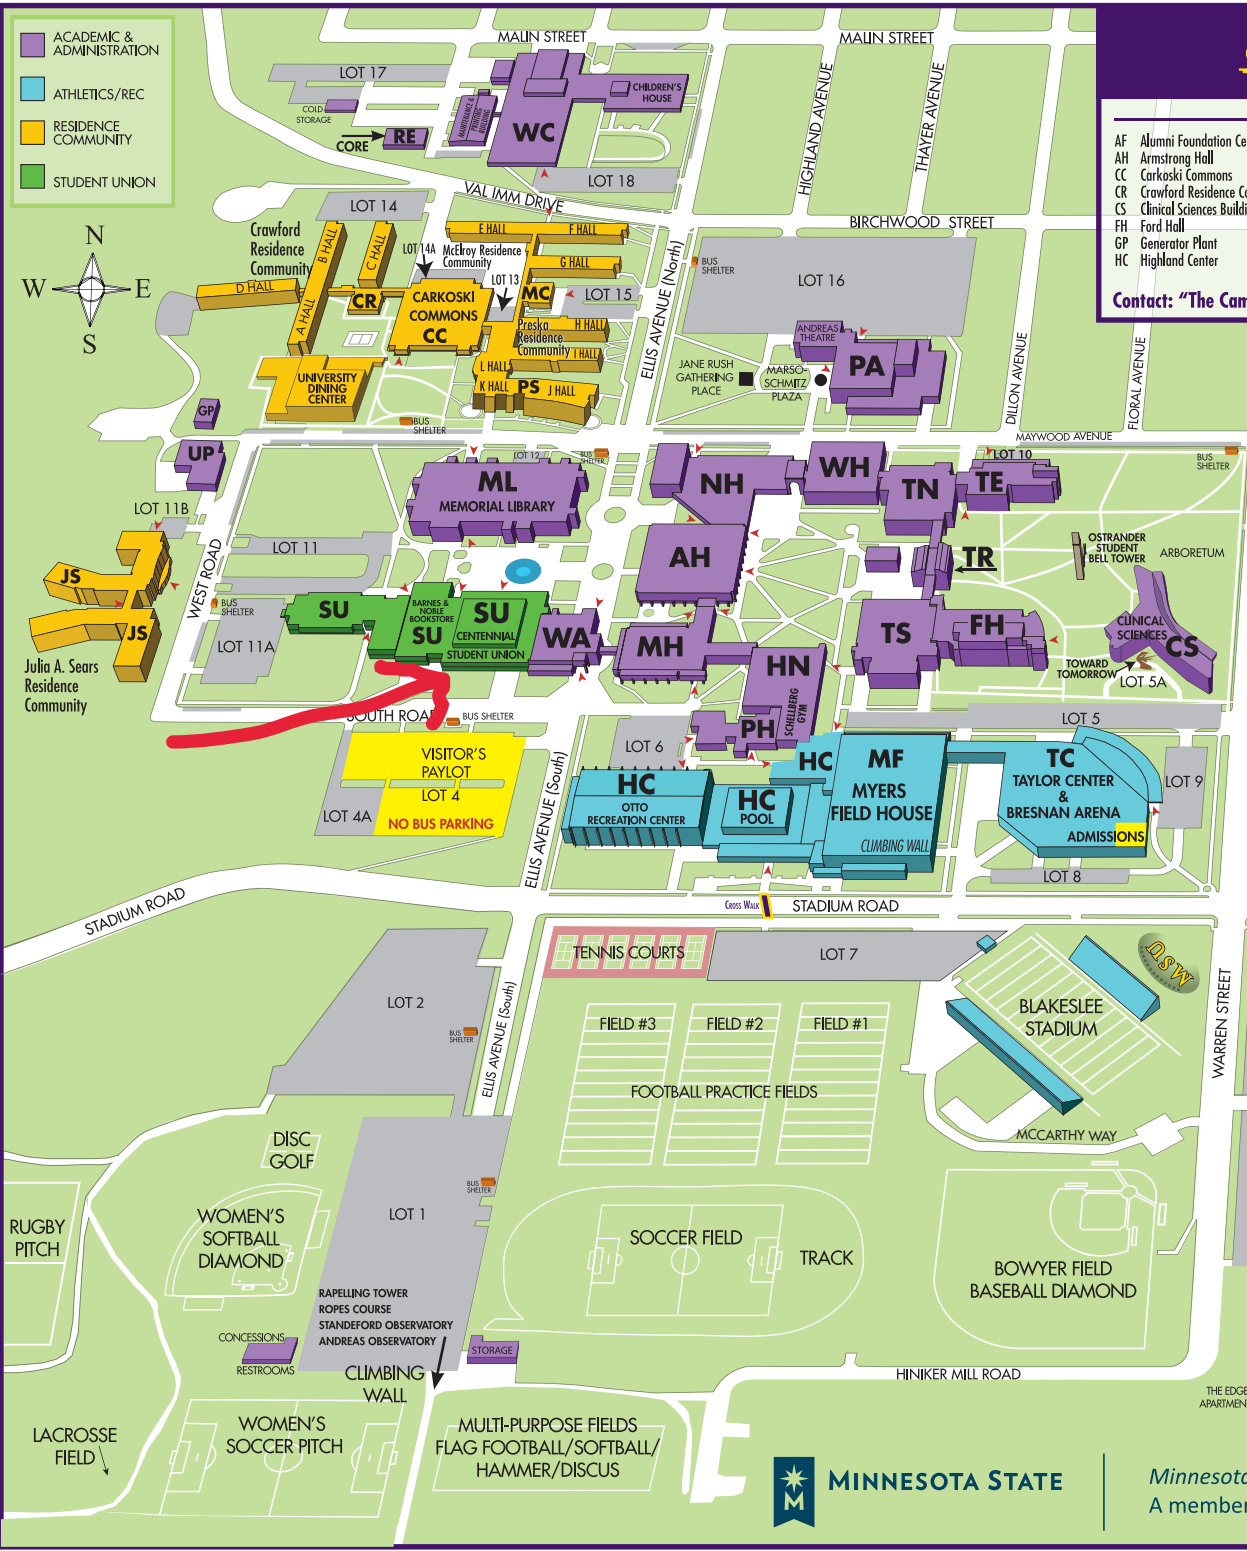 ACADEMIC &
ADMINISTRATION
ATHLETICS/REC
RESIDENCE
COMMUNITY
STUDENT UNION
N
W E
S
MALIN STREET
MALIN STREET
LOT 17
COLD
STORAGE
CORE
RE
MAINTENANCE &
PRINTING
BUILDING
WC
CHILDREN'S
HOUSE
LOT 18
HIGHLAND AVENUE
THAYER AVENUE
VAL IMM DRIVE
BIRCHWOOD STREET
AF Alumni Foundation Ce
AH Armstrong Hall
CC Carkoski Commons
CR Crawford Residence Co
CS Clinical Sciences Buildi
FH Ford Hall
GP Generator Plant
HC Highland Center
Contact: "The Cam
LOT 14
Crawford
Residence
Community
D HALL
A HALL
B HALL
C HALL
CR
LOT 14A
McElroy Residence
Community
E HALL
F HALL
G HALL
LOT 13
MC
LOT 15
CARKOSKI
COMMONS
CC
Preska
Residence
Community
H HALL
I HALL
L HALL
K HALL
PS
J HALL
UNIVERSITY
DINING
CENTER
BUS
SHELTER
GP
UP
ELLIS AVENUE (North)
BUS
SHELTER
LOT 16
ANDREAS
THEATRE
PA
JANE RUSH
GATHERING
PLACE
MARSO-
SCHMITZ
PLAZA
DILLON AVENUE
FLORAL AVENUE
MAYWOOD AVENUE
BUS
SHELTER
LOT 12
BUS
SHELTER
ML
MEMORIAL LIBRARY
NH
WH
TN
LOT 10
TE
LOT 11B
LOT 11
WEST ROAD
JS
JS
Julia A. Sears
Residence
Community
BUS
SHELTER
LOT 11A
SU
BARNES &
NOBLE
BOOKSTORE
SU
SU
CENTENNIAL
STUDENT UNION
WA
AH
MH
HN
SCHELLBERG
GYM
PH
TR
TS
FH
OSTRANDER
STUDENT
BELL TOWER
ARBORETUM
CLINICAL
SCIENCES
CS
TOWARD
TOMORROW
LOT 5A
LOT 5
SOUTH ROAD
BUS SHELTER
VISITOR'S
PAYLOT
LOT 4
NO BUS PARKING
LOT 4A
ELLIS AVENUE (South)
LOT 6
HC
OTTO
RECREATION CENTER
HC
POOL
HC
MF
MYERS
FIELD HOUSE
CLIMBING WALL
TC
TAYLOR CENTER
&
BRESNAN ARENA
ADMISSIONS
LOT 9
LOT 8
STADIUM ROAD
CROSS WALK
STADIUM ROAD
TENNIS COURTS
LOT 7
LOT 2
BUS
SHELTER
ELLIS AVENUE (South)
FIELD #3
FIELD #2
FIELD #1
FOOTBALL PRACTICE FIELDS
BLAKESLEE
STADIUM
MSU
WARREN STREET
MCCARTHY WAY
DISC
GOLF
BUS
SHELTER
LOT 1
RUGBY
PITCH
WOMEN'S
SOFTBALL
DIAMOND
SOCCER FIELD
TRACK
BOWYER FIELD
BASEBALL DIAMOND
RAPELLING TOWER
ROPES COURSE
STANDEFORD OBSERVATORY
ANDREAS OBSERVATORY
CONCESSIONS
RESTROOMS
STORAGE
CLIMBING
WALL
HINIKER MILL ROAD
THE EDGE
APARTMEN
LACROSSE
FIELD
WOMEN'S
SOCCER PITCH
MULTI-PURPOSE FIELDS
FLAG FOOTBALL/SOFTBALL/
HAMMER/DISCUS
M
MINNESOTA STATE
Minnesota
A member